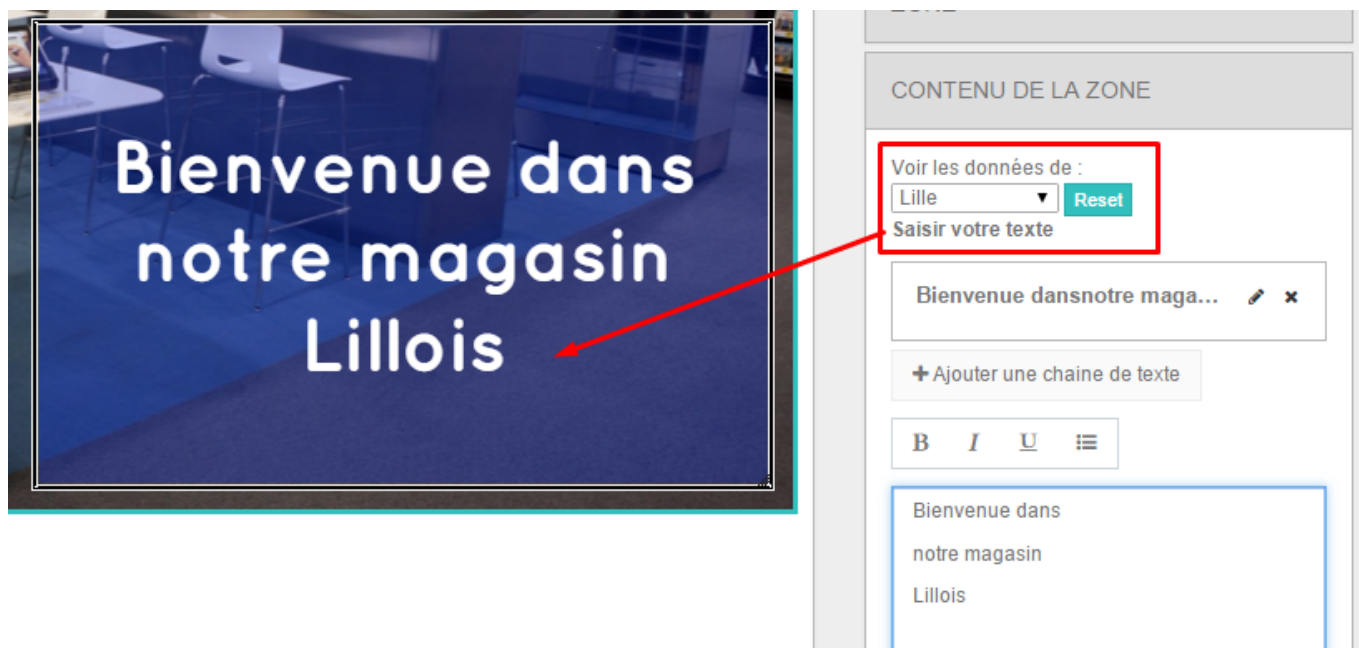 Bienvenue dans
notre magasin
Lillois
ZONE
CONTENU DE LA ZONE
Voir les données de :
Lille
Reset
Saisir votre texte
Bienvenue dansnotre maga...
Ajouter une chaine de texte
B I U
Bienvenue dans
notre magasin
Lillois